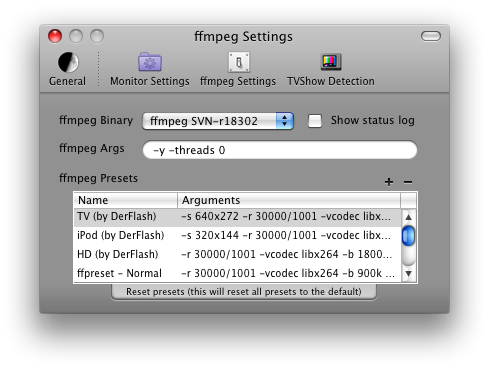 ffmpeg Settings
General Monitor Settings ffmpeg Settings TVShow Detection
ffmpeg Binary ffmpeg SVN-r18302 Show status log
ffmpeg Args -y -threads 0
ffmpeg Presets + −
Name Arguments
TV (by DerFlash) -s 640x272 -r 30000/1001 -vcodec libx...
iPod (by DerFlash) -s 320x144 -r 30000/1001 -vcodec libx...
HD (by DerFlash) -r 30000/1001 -vcodec libx264 -b 1800...
ffpreset - Normal -r 30000/1001 -vcodec libx264 -b 900k ...
Reset presets (this will reset all presets to the default)